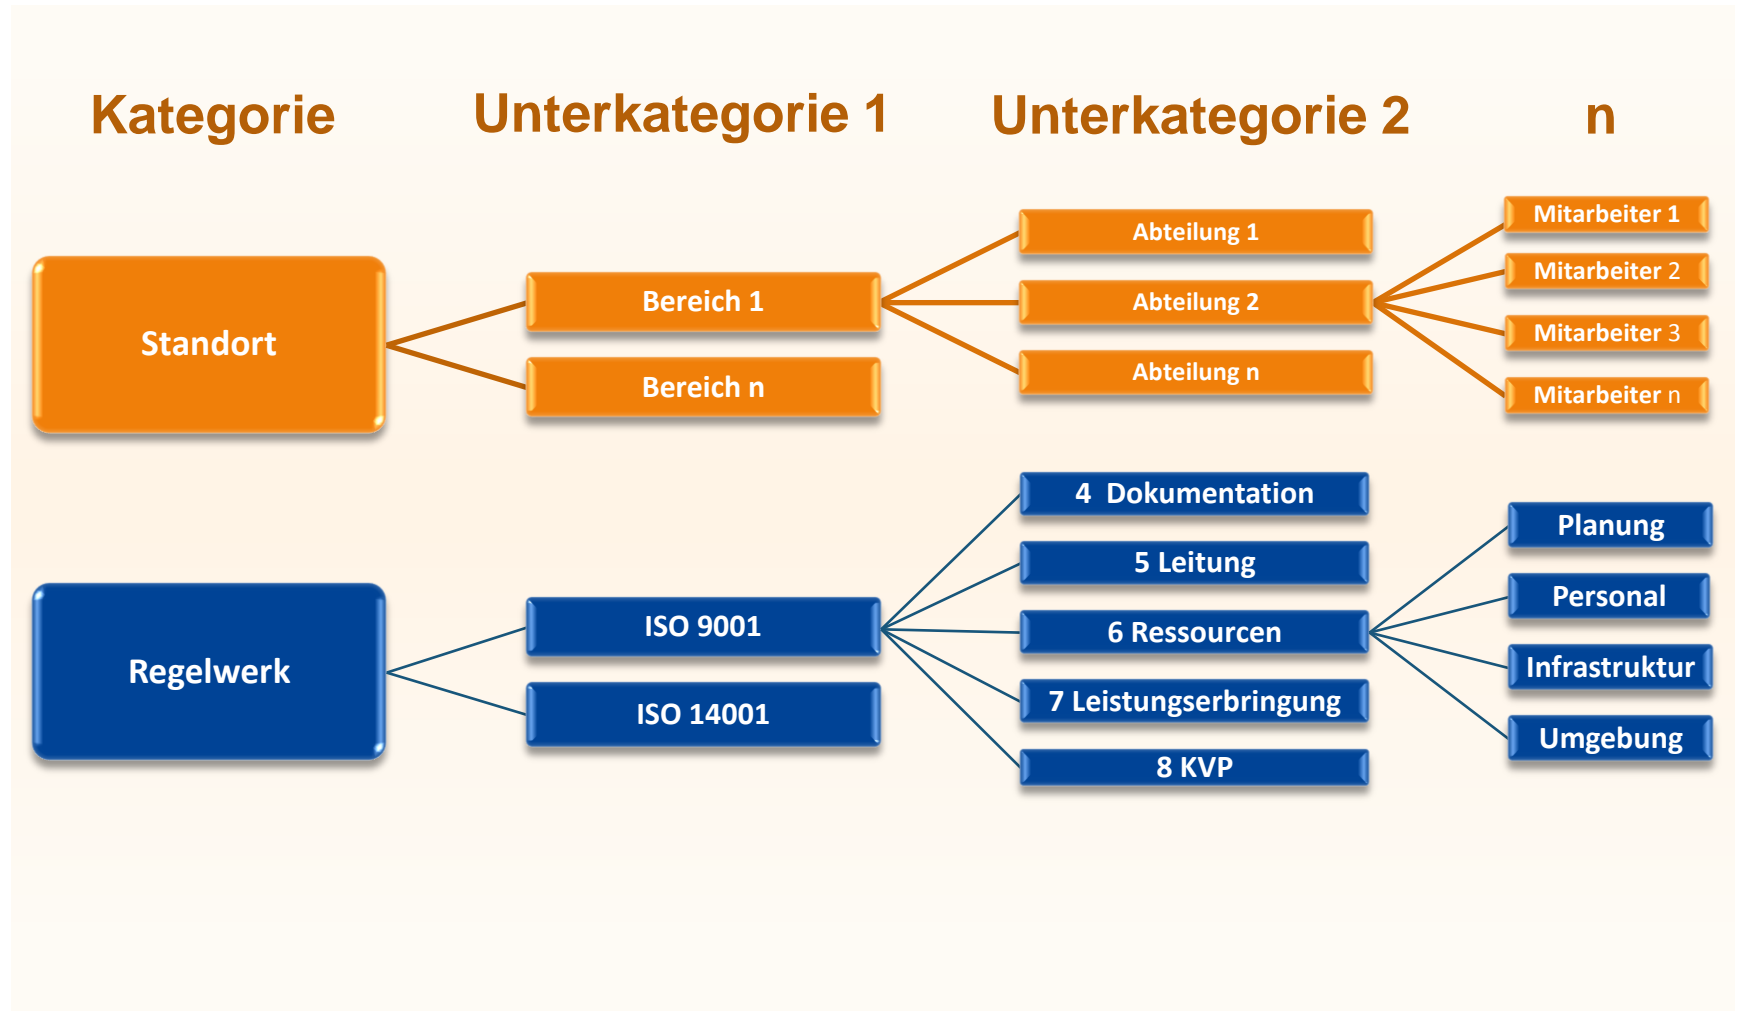 Kategorie
Unterkategorie 1
Unterkategorie 2
n
Standort
Bereich 1
Bereich n
Abteilung 1
Abteilung 2
Abteilung n
Mitarbeiter 1
Mitarbeiter 2
Mitarbeiter 3
Mitarbeiter n
Regelwerk
ISO 9001
ISO 14001
4 Dokumentation
5 Leitung
6 Ressourcen
7 Leistungserbringung
8 KVP
Planung
Personal
Infrastruktur
Umgebung